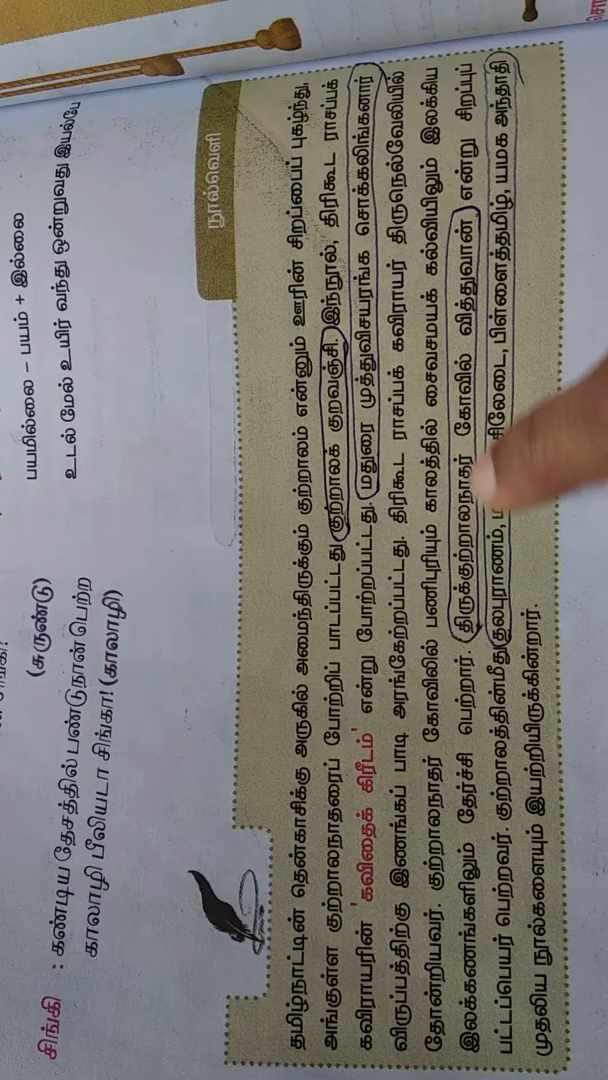 சிங்கி : கண்டிய தேசத்தில் பண்டுநான் பெற்ற (சுருண்டு)
காலாழி பீலியடா சிங்கா! (காலாழி)
பயமில்லை – பயம் + இல்லை
உடல் மேல் உயிர் வந்து ஒன்றுவது இயல்பே
நூல்வெளி
தமிழ்நாட்டின் தென்காசிக்கு அருகில் அமைந்திருக்கும் குற்றாலம் என்னும் ஊரின் சிறப்பைப் புகழ்ந்து,
அங்குள்ள குற்றாலநாதரைப் போற்றிப் பாடப்பட்டது குற்றாலக் குறவஞ்சி. இந்நூல், திரிகூட ராசப்பக்
கவிராயரின் 'கவிதைக் கிரீடம்' என்று போற்றப்பட்டது. மதுரை முத்துவிசயரங்க சொக்கலிங்கனார்
விருப்பத்திற்கு இணங்கப் பாடி அரங்கேற்றப்பட்டது. திரிகூட ராசப்பக் கவிராயர் திருநெல்வேலியில்
தோன்றியவர். குற்றாலநாதர் கோவிலில் பணிபுரியும் காலத்தில் சைவசமயக் கல்வியிலும் இலக்கிய
இலக்கணங்களிலும் தேர்ச்சி பெற்றார். திருக்குற்றாலநாதர் கோவில் வித்துவான் என்று சிறப்புப்
பட்டப்பெயர் பெற்றவர். குற்றாலத்தின்மீது தலபுராணம், சிலேடை, பிள்ளைத்தமிழ், யமக அந்தாதி
முதலிய நூல்களையும் இயற்றியிருக்கின்றார்.